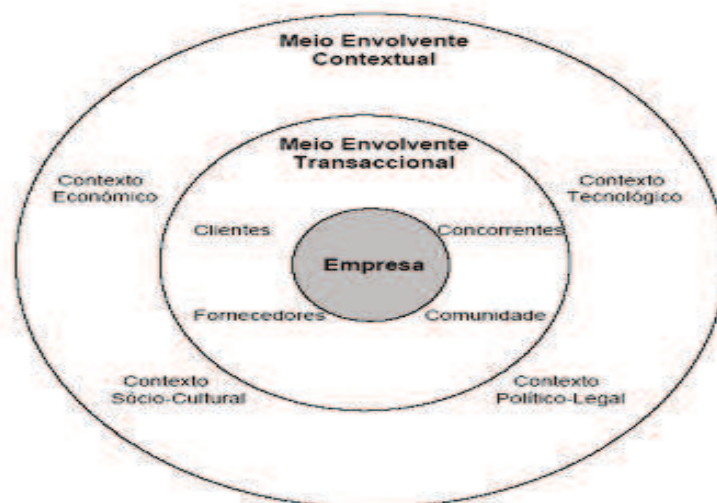 Meio Envolvente
Contextual
Meio Envolvente
Transaccional
Contexto
Económico
Contexto
Tecnológico
Clientes
Concorrentes
Empresa
Fornecedores
Comunidade
Contexto
Sócio-Cultural
Contexto
Político-Legal